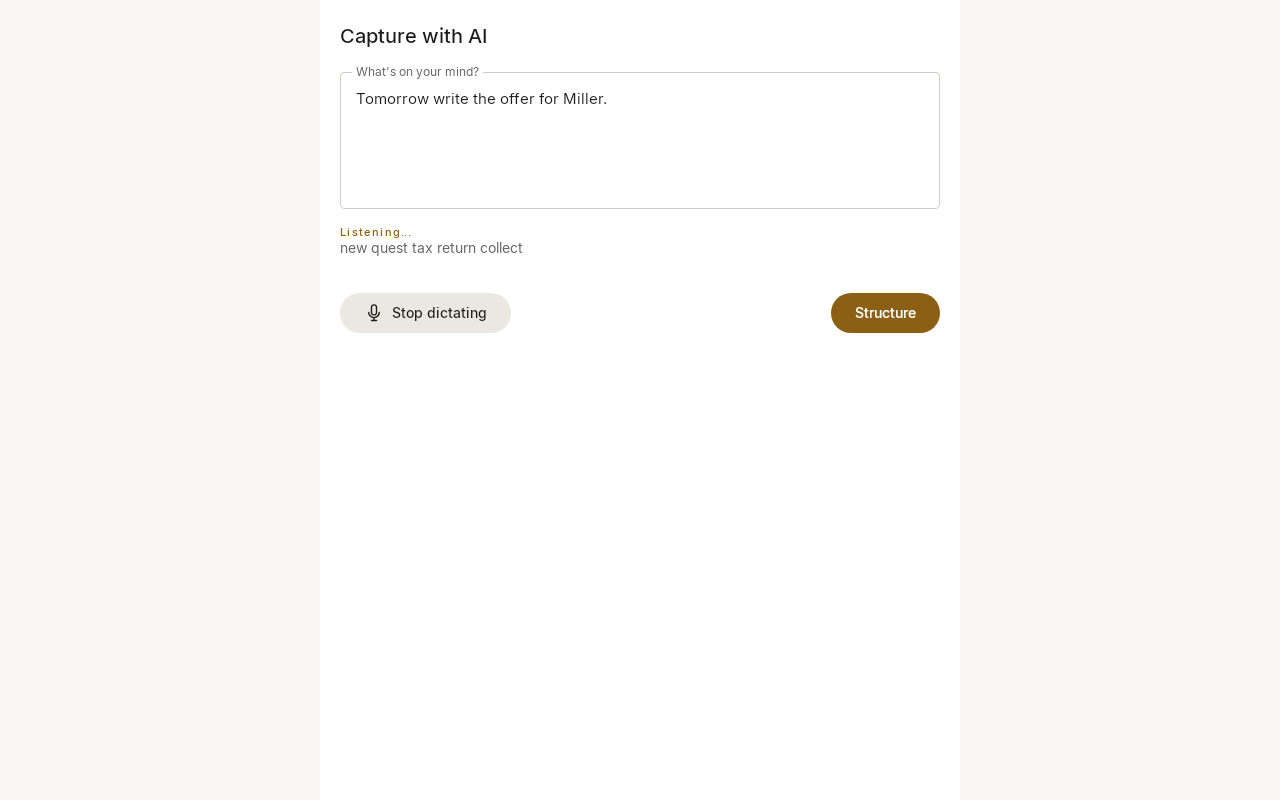 Capture with AI
What's on your mind?
Tomorrow write the offer for Miller.
Listening...
new quest tax return collect
Stop dictating
Structure